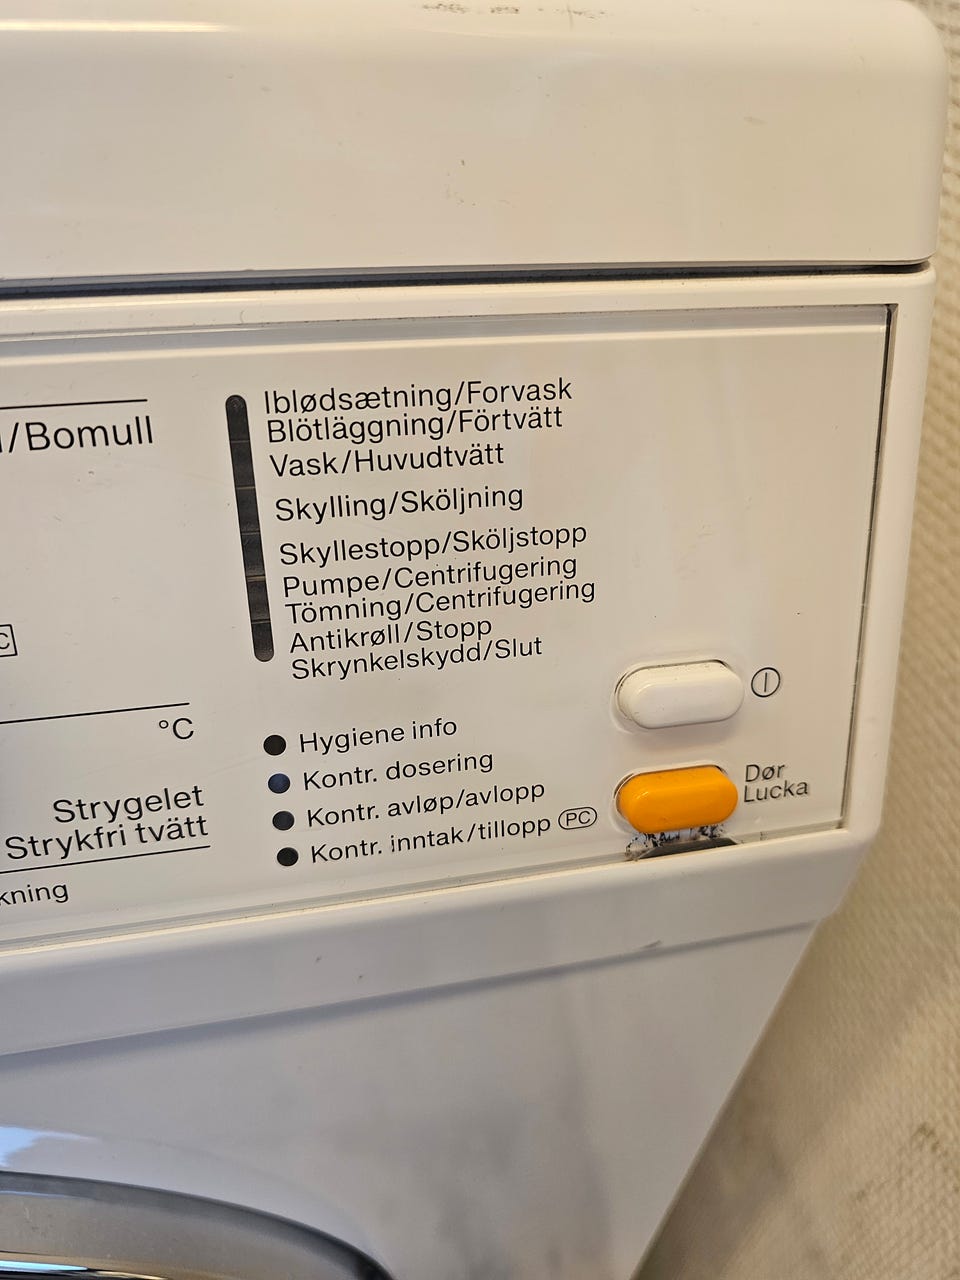 /Bomull
Iblødsætning/Forvask
Blötläggning/Förtvätt
Vask/Huvudtvätt
Skylling/Sköljning
Skyllestopp/Sköljstopp
Pumpe/Centrifugering
Tömning/Centrifugering
Antikrøll/Stopp
Skrynkelskydd/Slut
°C
Strygelet
Strykfri tvätt
kning
Hygiene info
Kontr. dosering
Kontr. avløp/avlopp
Kontr. inntak/tillopp PC
Dør
Lucka